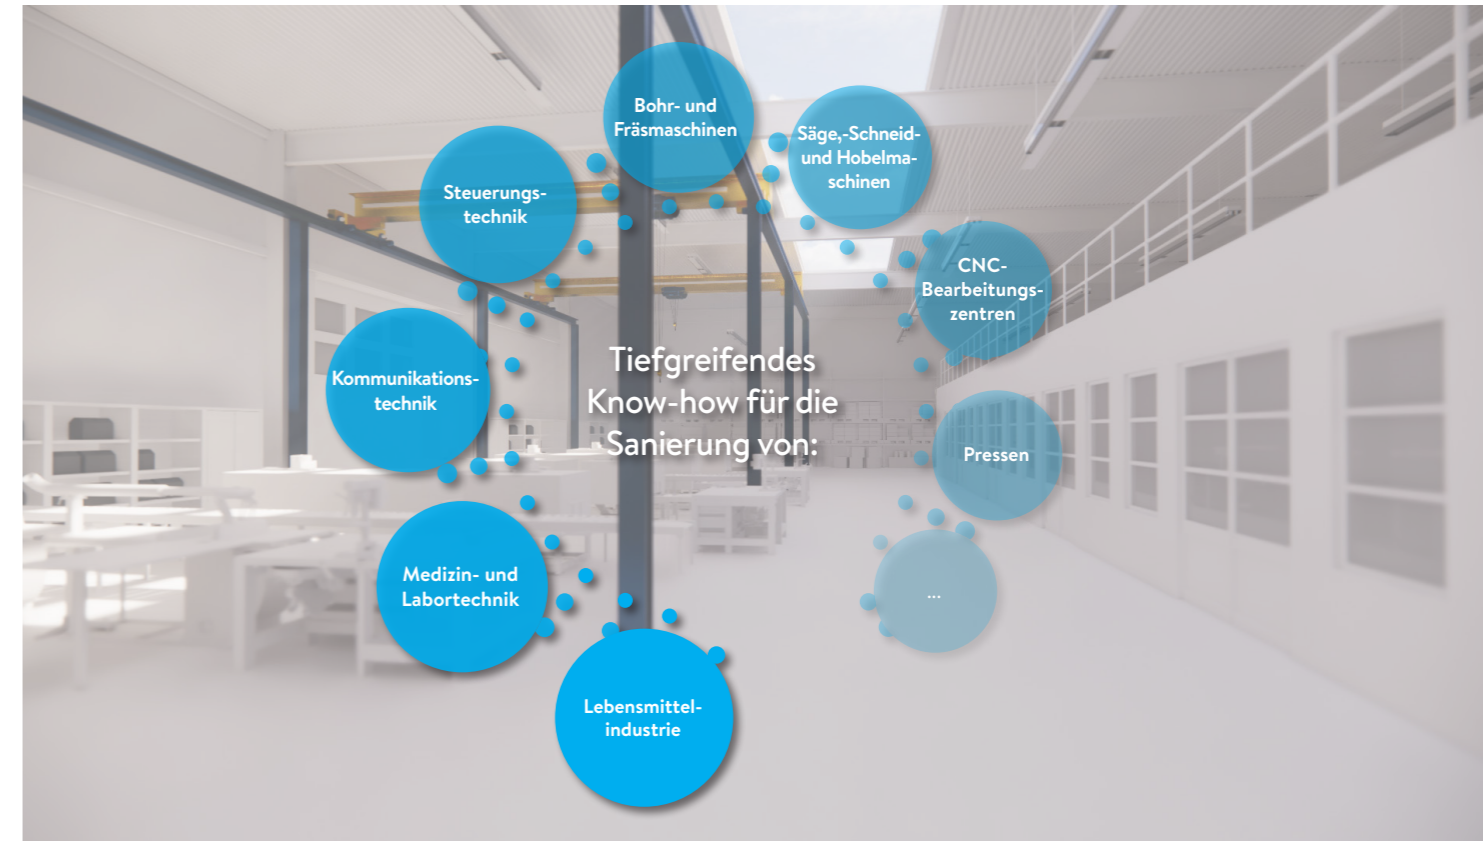 Tiefgreifendes
Know-how für die
Sanierung von:
Bohr- und
Fräsmaschinen
Säge,-Schneid-
und Hobelma-
schinen
CNC-
Bearbeitungs-
zentren
Pressen
...
Lebensmittel-
industrie
Medizin- und
Labortechnik
Kommunikations-
technik
Steuerungs-
technik